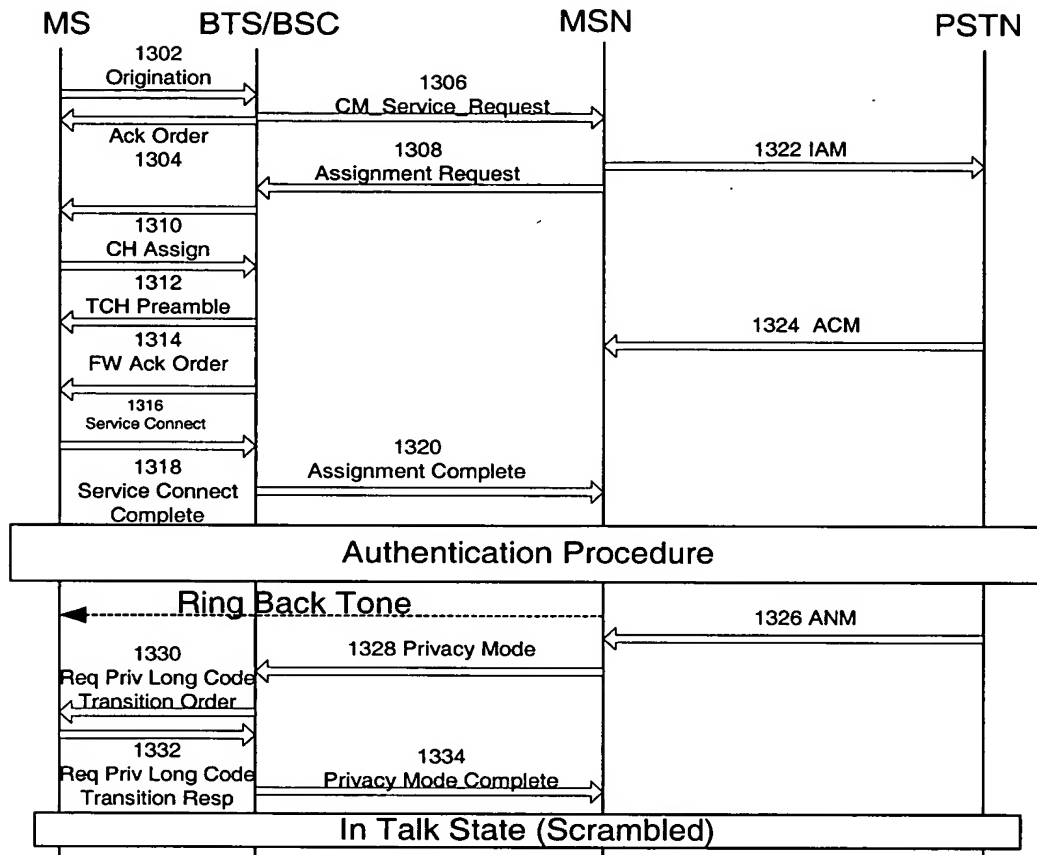 MS BTS/BSC MSN PSTN
1302
Origination
1306
CM_Service_Request
Ack Order
1304
1308
Assignment Request
1322 IAM
1310
CH Assign
1312
TCH Preamble
1324 ACM
1314
FW Ack Order
1316
Service Connect
1320
Assignment Complete
1318
Service Connect
Complete
Authentication Procedure
Ring Back Tone
1326 ANM
1328 Privacy Mode
1330
Req Priv Long Code
Transition Order
1332
Req Priv Long Code
Transition Resp
1334
Privacy Mode Complete
In Talk State (Scrambled)